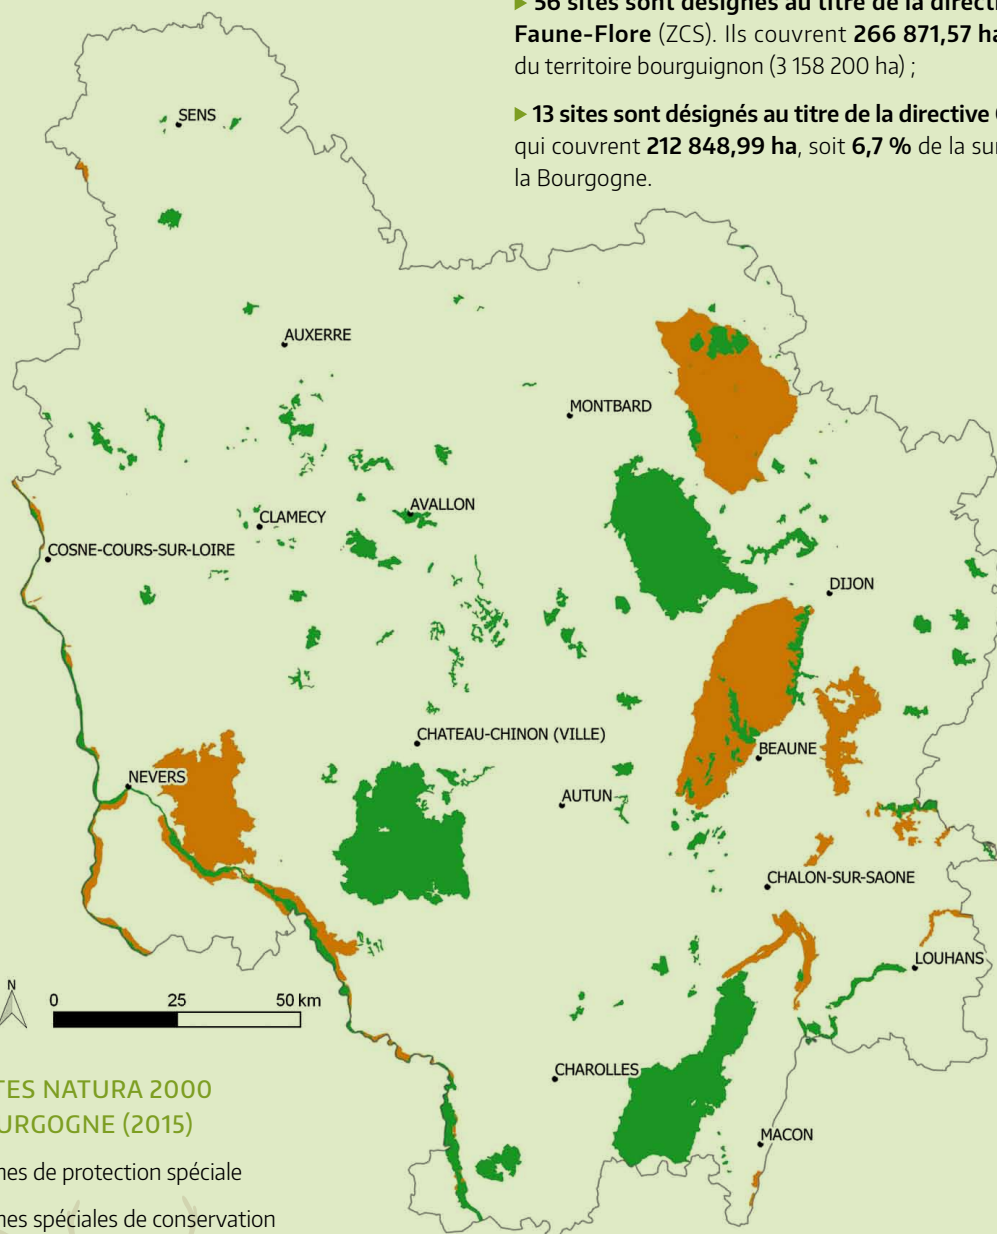 ▸ 56 sites sont désignés au titre de la directi
Faune-Flore (ZCS). Ils couvrent 266 871,57 ha
du territoire bourguignon (3 158 200 ha) ;
▸ 13 sites sont désignés au titre de la directive
qui couvrent 212 848,99 ha, soit 6,7 % de la sur
la Bourgogne.
SENS
AUXERRE
MONTBARD
AVALLON
CLAMECY
COSNE-COURS-SUR-LOIRE
DIJON
CHATEAU-CHINON (VILLE)
BEAUNE
NEVERS
AUTUN
CHALON-SUR-SAONE
LOUHANS
N
0 25 50 km
CHAROLLES
TES NATURA 2000
URGOGNE (2015)
MACON
nes de protection spéciale
nes spéciales de conservation